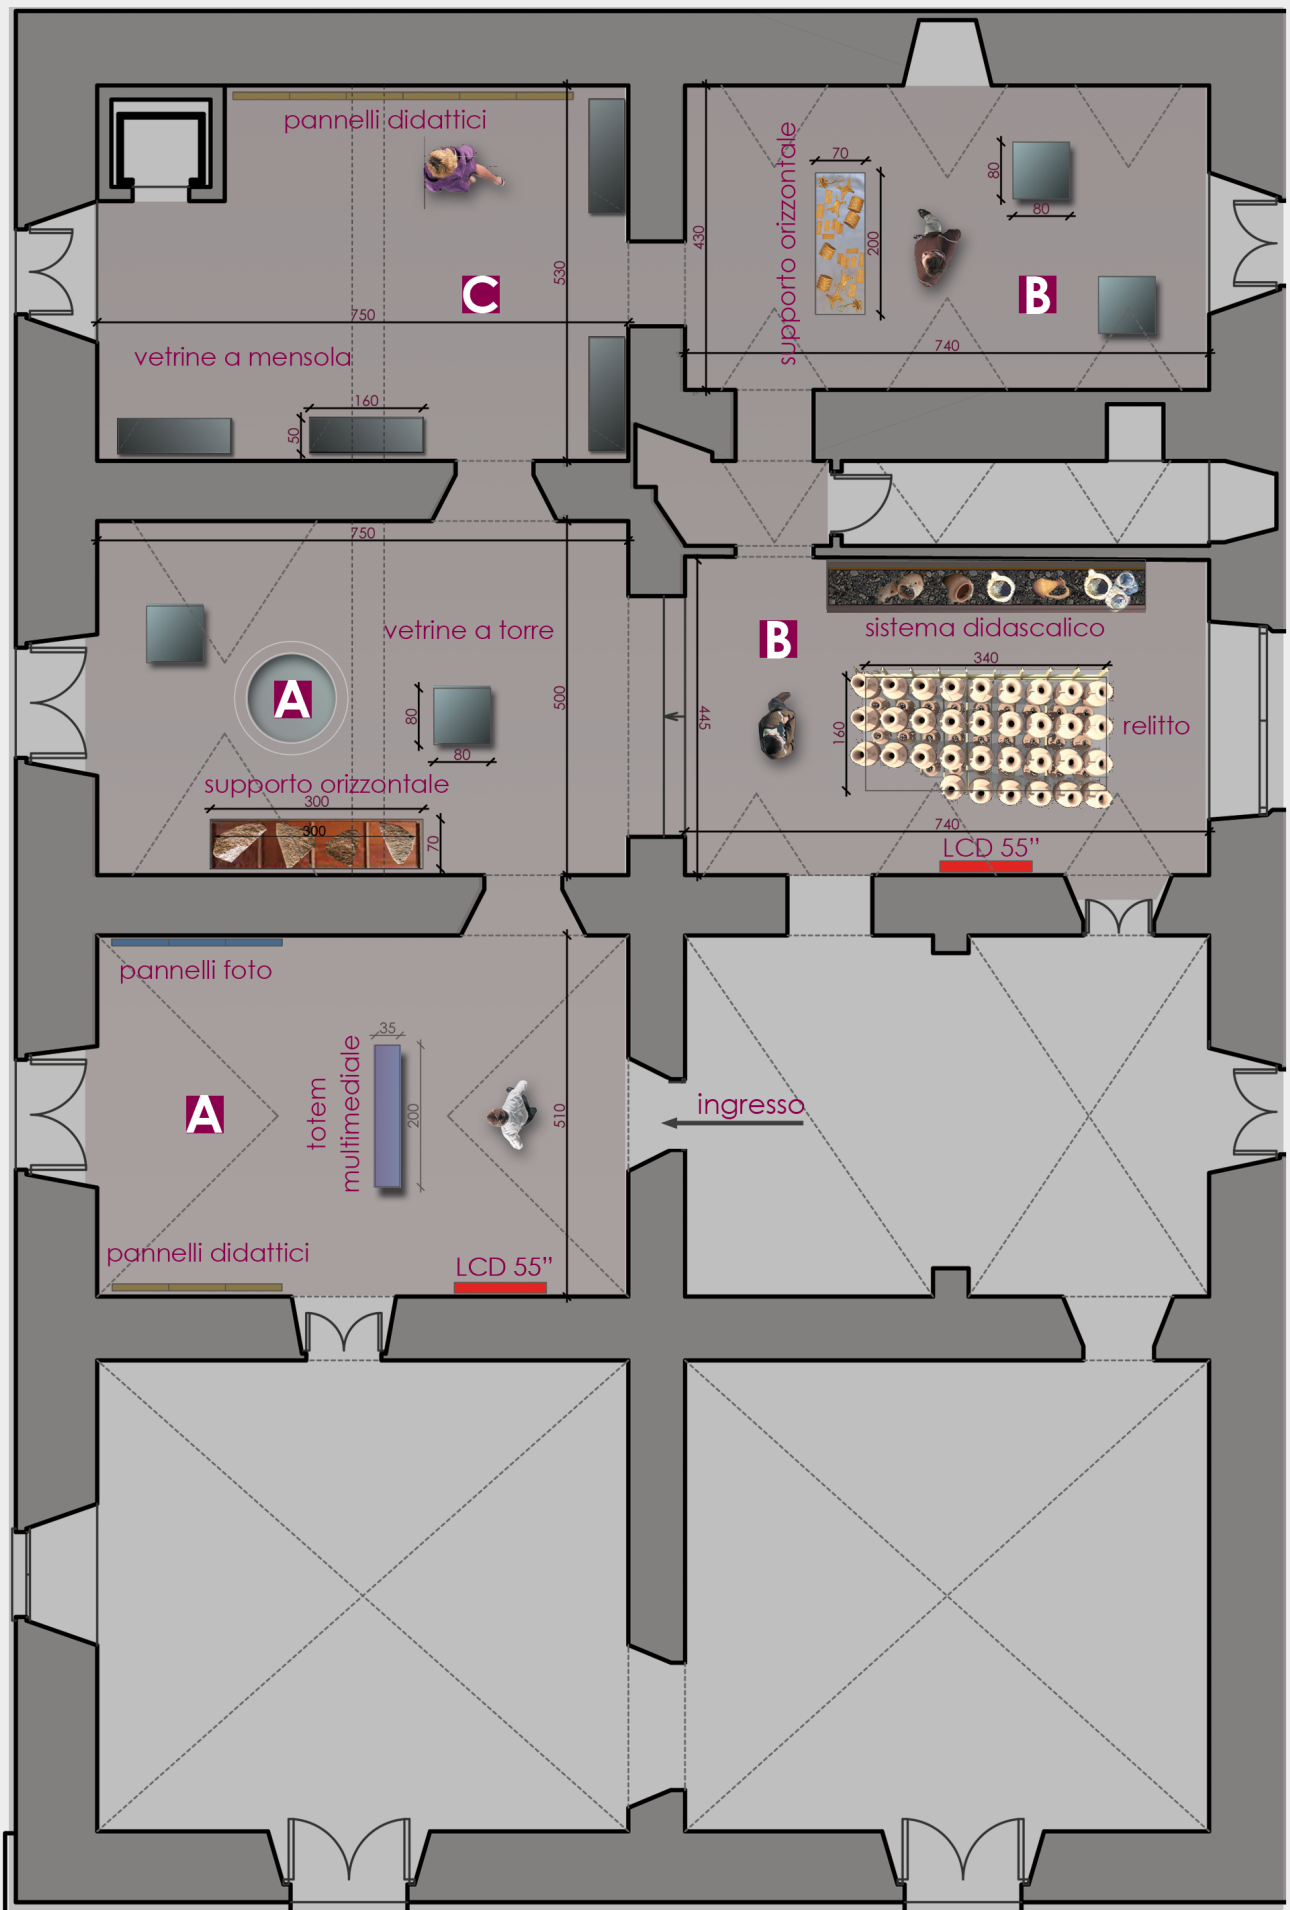 pannelli didattici
530
C
750
vetrine a mensola
160
50
supporto orizzontale
70
200
430
80
80
B
740
750
vetrine a torre
A
80
80
500
supporto orizzontale
300
300
70
B
sistema didascalico
340
160
relitto
445
740
LCD 55”
pannelli foto
35
totem
multimediale
200
A
510
ingresso
pannelli didattici
LCD 55”